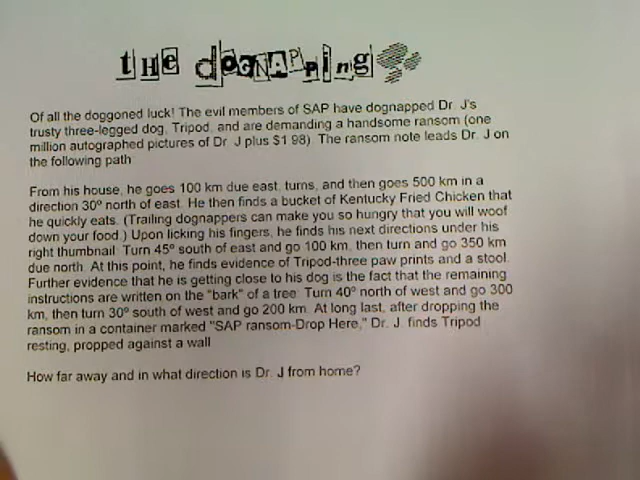 the dognapping
Of all the doggoned luck! The evil members of SAP have dognapped Dr. J's
trusty three-legged dog, Tripod, and are demanding a handsome ransom (one
million autographed pictures of Dr. J plus $1.98). The ransom note leads Dr. J on
the following path
From his house, he goes 100 km due east, turns, and then goes 500 km in a
direction 30º north of east. He then finds a bucket of Kentucky Fried Chicken that
he quickly eats. (Trailing dognappers can make you so hungry that you will woof
down your food.) Upon licking his fingers, he finds his next directions under his
right thumbnail: Turn 45º south of east and go 100 km, then turn and go 350 km
due north. At this point, he finds evidence of Tripod-three paw prints and a stool.
Further evidence that he is getting close to his dog is the fact that the remaining
instructions are written on the "bark" of a tree: Turn 40º north of west and go 300
km, then turn 30º south of west and go 200 km. At long last, after dropping the
ransom in a container marked "SAP ransom-Drop Here," Dr. J. finds Tripod
resting, propped against a wall.
How far away and in what direction is Dr. J from home?